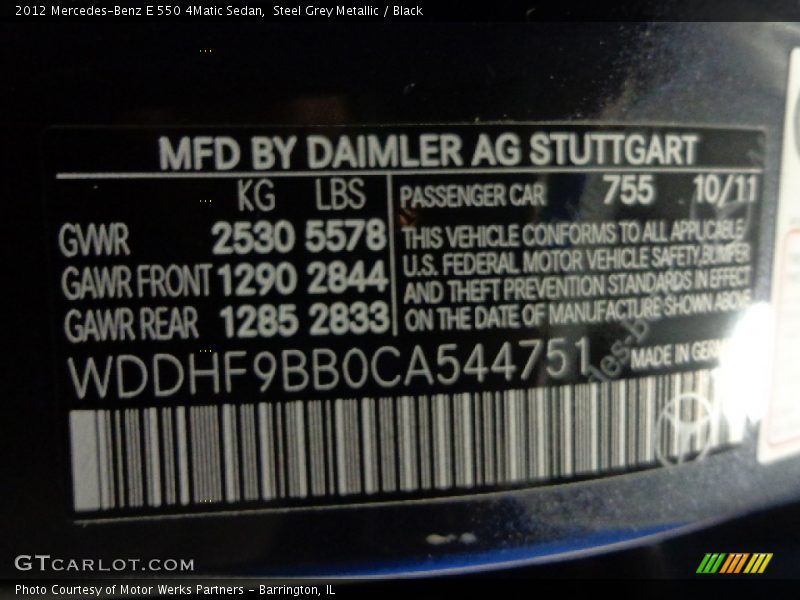 2012 Mercedes-Benz E 550 4Matic Sedan, Steel Grey Metallic / Black
MFD BY DAIMLER AG STUTTGART
KG LBS
GVWR 2530 5578
GAWR FRONT 1290 2844
GAWR REAR 1285 2833
PASSENGER CAR 755 10/11
THIS VEHICLE CONFORMS TO ALL APPLICABLE
U.S. FEDERAL MOTOR VEHICLE SAFETY, BUMPER
AND THEFT PREVENTION STANDARDS IN EFFECT
ON THE DATE OF MANUFACTURE SHOWN ABOVE
WDDHF9BB0CA544751
MADE IN
GTCARLOT.COM
Photo Courtesy of Motor Werks Partners - Barrington, IL